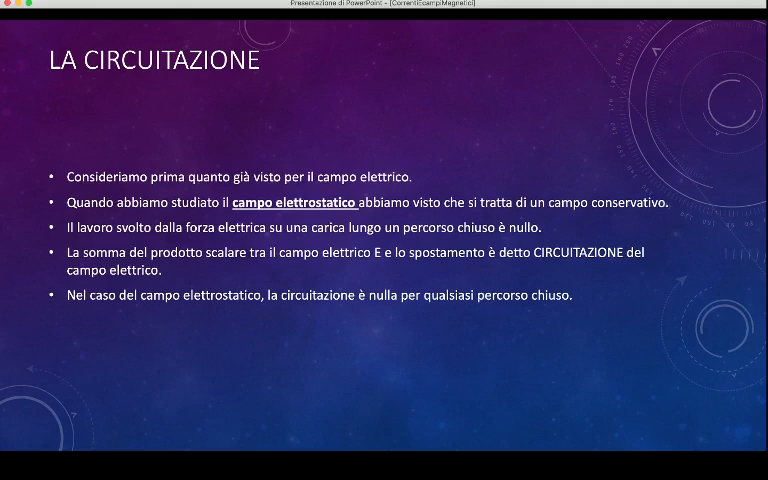 Presentazione di PowerPoint - [CorrentiEcampiMagnetici]
LA CIRCUITAZIONE
• Consideriamo prima quanto già visto per il campo elettrico.
• Quando abbiamo studiato il campo elettrostatico abbiamo visto che si tratta di un campo conservativo.
• Il lavoro svolto dalla forza elettrica su una carica lungo un percorso chiuso è nullo.
• La somma del prodotto scalare tra il campo elettrico E e lo spostamento è detto CIRCUITAZIONE del
campo elettrico.
• Nel caso del campo elettrostatico, la circuitazione è nulla per qualsiasi percorso chiuso.